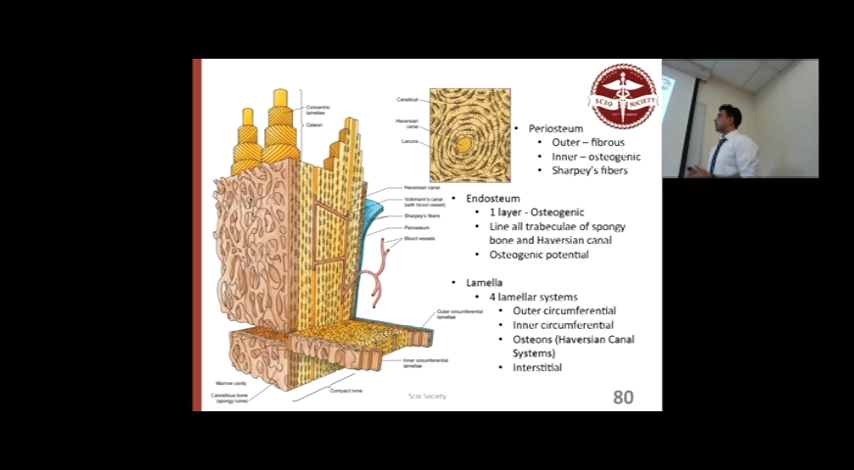 Concentric
lamellae
Osteon
Canaliculi
Haversian
canal
Lacuna
SCIO SOCIETY
Periosteum
Outer – fibrous
Inner – osteogenic
Sharpey's fibers
Haversian canal
Volkmann's canal
(with blood vessel)
Sharpey's fibers
Periosteum
Blood vessels
Endosteum
1 layer - Osteogenic
Line all trabeculae of spongy
bone and Haversian canal
Osteogenic potential
Lamella
4 lamellar systems
Outer circumferential
Inner circumferential
Osteons (Haversian Canal
Systems)
Interstitial
Outer circumferential
lamellae
Inner circumferential
lamellae
Marrow cavity
Compact bone
Cancellous bone
(spongy bone)
Scio Society
80